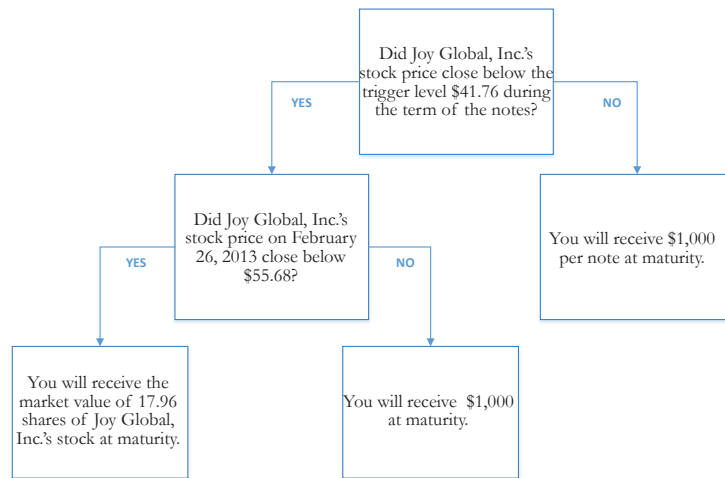 Did Joy Global, Inc.'s
stock price close below the
trigger level $41.76 during
the term of the notes?
YES
NO
Did Joy Global, Inc.'s
stock price on February
26, 2013 close below
$55.68?
You will receive $1,000
per note at maturity.
YES
NO
You will receive the
market value of 17.96
shares of Joy Global,
Inc.'s stock at maturity.
You will receive $1,000
at maturity.